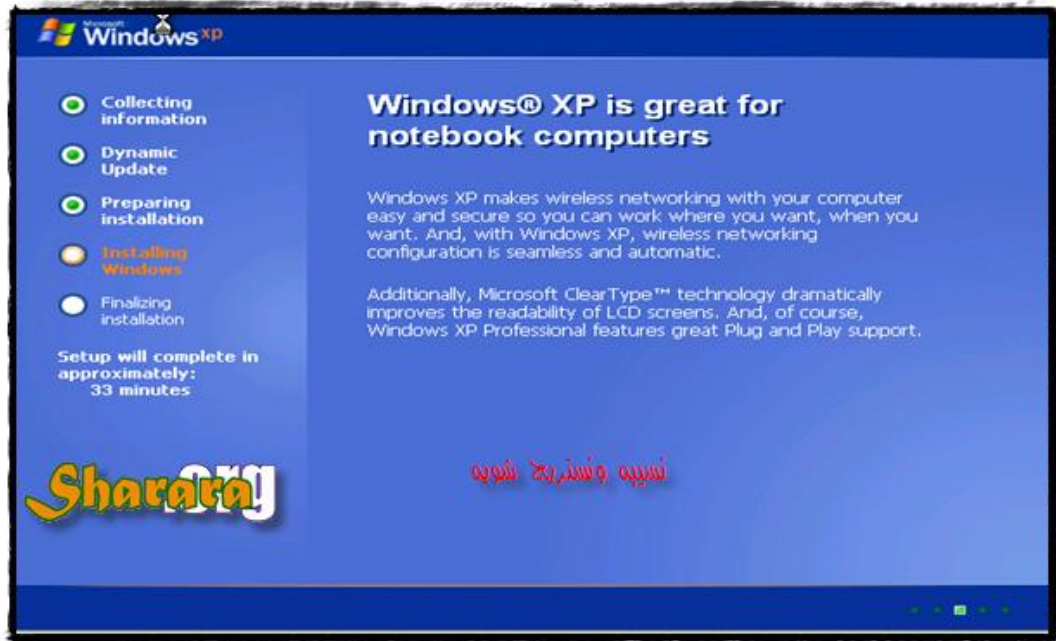 Microsoft
Windows xp
Collecting
information
Dynamic
Update
Preparing
installation
Installing
Windows
Finalizing
installation
Setup will complete in
approximately:
33 minutes
Windows® XP is great for
notebook computers
Windows XP makes wireless networking with your computer
easy and secure so you can work where you want, when you
want. And, with Windows XP, wireless networking
configuration is seamless and automatic.
Additionally, Microsoft ClearType™ technology dramatically
improves the readability of LCD screens. And, of course,
Windows XP Professional features great Plug and Play support.
نسيبه ونستريح شويه
Sharara.org